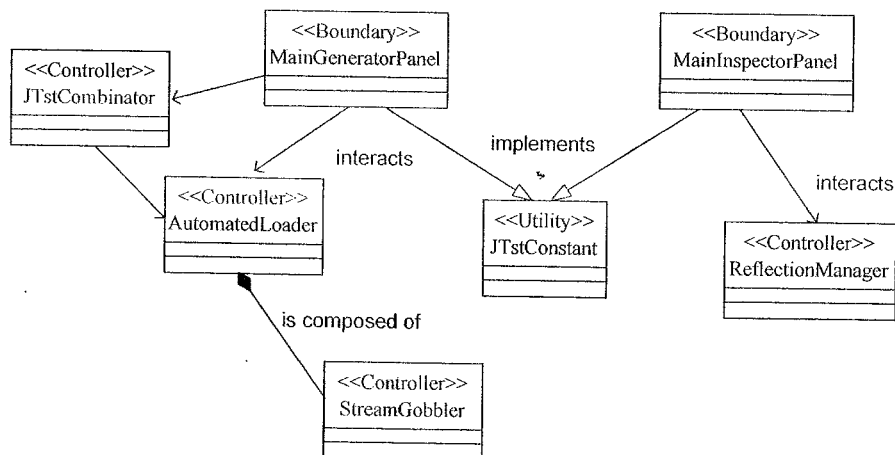 <<Boundary>>
MainGeneratorPanel
<<Boundary>>
MainInspectorPanel
<<Controller>>
JTstCombinator
interacts
implements
interacts
<<Controller>>
AutomatedLoader
<<Utility>>
JTstConstant
<<Controller>>
ReflectionManager
is composed of
<<Controller>>
StreamGobbler